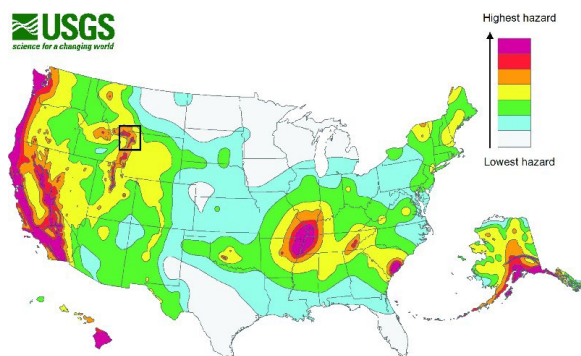 USGS
science for a changing world
Highest hazard
Lowest hazard